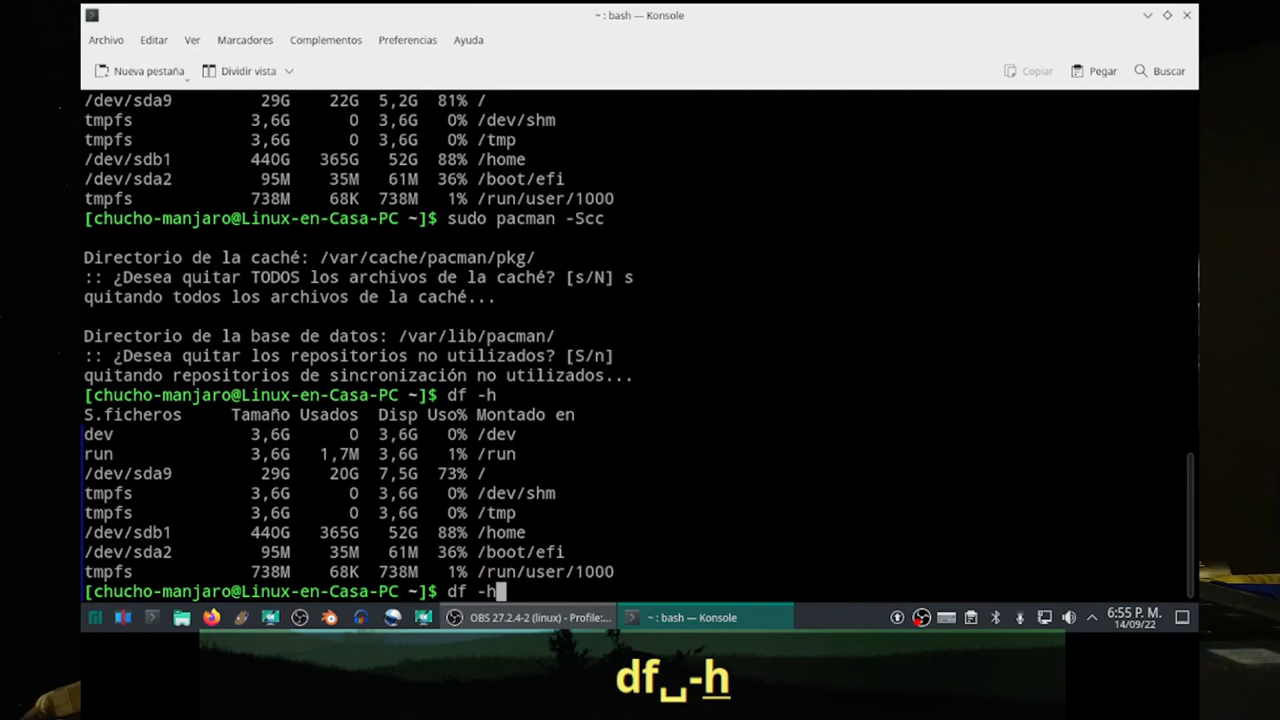 ~ : bash — Konsole
Archivo Editar Ver Marcadores Complementos Preferencias Ayuda
Nueva pestaña Dividir vista Copiar Pegar Buscar
/dev/sda9 29G 22G 5,2G 81% /
tmpfs 3,6G 0 3,6G 0% /dev/shm
tmpfs 3,6G 0 3,6G 0% /tmp
/dev/sdb1 440G 365G 52G 88% /home
/dev/sda2 95M 35M 61M 36% /boot/efi
tmpfs 738M 68K 738M 1% /run/user/1000
[chucho-manjaro@Linux-en-Casa-PC ~]$ sudo pacman -Scc
Directorio de la caché: /var/cache/pacman/pkg/
:: ¿Desea quitar TODOS los archivos de la caché? [s/N] s
quitando todos los archivos de la caché...
Directorio de la base de datos: /var/lib/pacman/
:: ¿Desea quitar los repositorios no utilizados? [S/n]
quitando repositorios de sincronización no utilizados...
[chucho-manjaro@Linux-en-Casa-PC ~]$ df -h
S.ficheros Tamaño Usados Disp Uso% Montado en
dev 3,6G 0 3,6G 0% /dev
run 3,6G 1,7M 3,6G 1% /run
/dev/sda9 29G 20G 7,5G 73% /
tmpfs 3,6G 0 3,6G 0% /dev/shm
tmpfs 3,6G 0 3,6G 0% /tmp
/dev/sdb1 440G 365G 52G 88% /home
/dev/sda2 95M 35M 61M 36% /boot/efi
tmpfs 738M 68K 738M 1% /run/user/1000
[chucho-manjaro@Linux-en-Casa-PC ~]$ df -h
OBS 27.2.4-2 (linux) - Profile:... ~ : bash — Konsole 6:55 P. M.
14/09/22
df␣-h